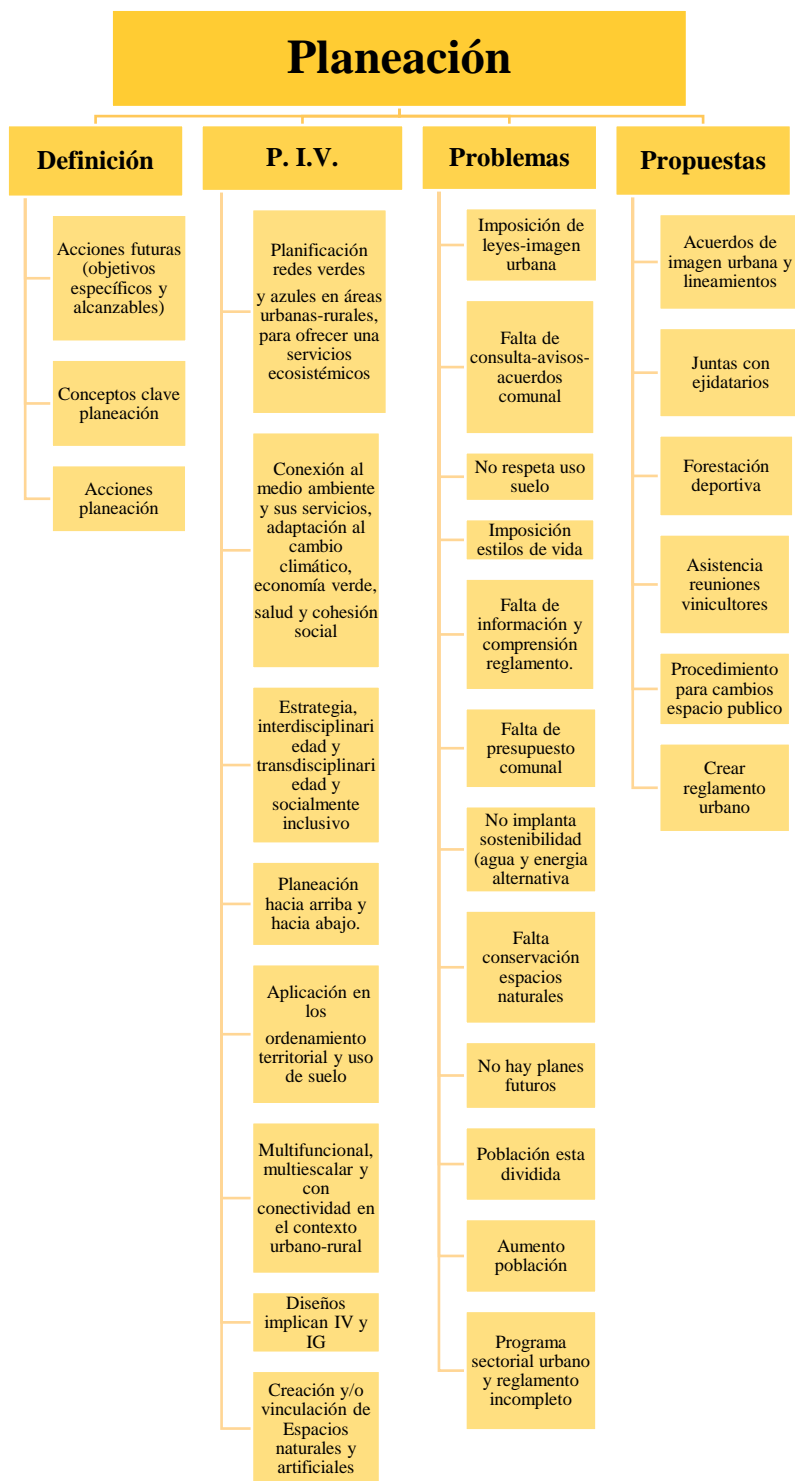 Planeación
Definición
Acciones futuras
(objetivos
específicos y
alcanzables)
Conceptos clave
planeación
Acciones
planeación
P. I.V.
Planificación
redes verdes
y azules en áreas
urbanas-rurales,
para ofrecer una
servicios
ecosistémicos
Conexión al
medio ambiente
y sus servicios,
adaptación al
cambio
climático,
economía verde,
salud y cohesión
social
Estrategia,
interdisciplinari
edad y
transdisciplinari
edad y
socialmente
inclusivo
Planeación
hacia arriba y
hacia abajo.
Aplicación en
los
ordenamiento
territorial y uso
de suelo
Multifuncional,
multiescalar y
con
conectividad en
el contexto
urbano-rural
Diseños
implican IV y
IG
Creación y/o
vinculación de
Espacios
naturales y
artificiales
Problemas
Imposición de
leyes-imagen
urbana
Falta de
consulta-avisos-
acuerdos
comunal
No respeta uso
suelo
Imposición
estilos de vida
Falta de
información y
comprensión
reglamento.
Falta de
presupuesto
comunal
No implanta
sostenibilidad
(agua y energia
alternativa
Falta
conservación
espacios
naturales
No hay planes
futuros
Población esta
dividida
Aumento
población
Programa
sectorial urbano
y reglamento
incompleto
Propuestas
Acuerdos de
imagen urbana y
lineamientos
Juntas con
ejidatarios
Forestación
deportiva
Asistencia
reuniones
vinicultores
Procedimiento
para cambios
espacio publico
Crear
reglamento
urbano